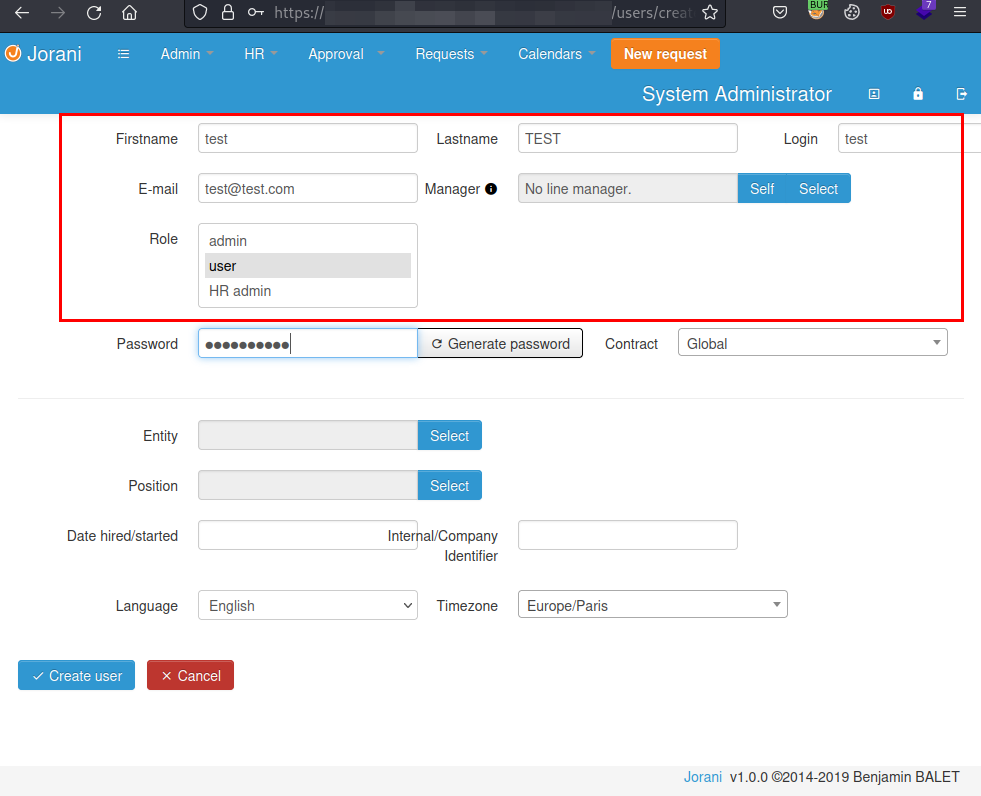 BUR
7
https:// /users/creat
Jorani Admin HR Approval Requests Calendars New request
System Administrator
Firstname test Lastname TEST Login test
E-mail test@test.com Manager No line manager. Self Select
Role admin
user
HR admin
Password ●●●●●●●●●● Generate password Contract Global
Entity Select
Position Select
Date hired/started Internal/Company
Identifier
Language English Timezone Europe/Paris
Create user Cancel
Jorani v1.0.0 ©2014-2019 Benjamin BALET